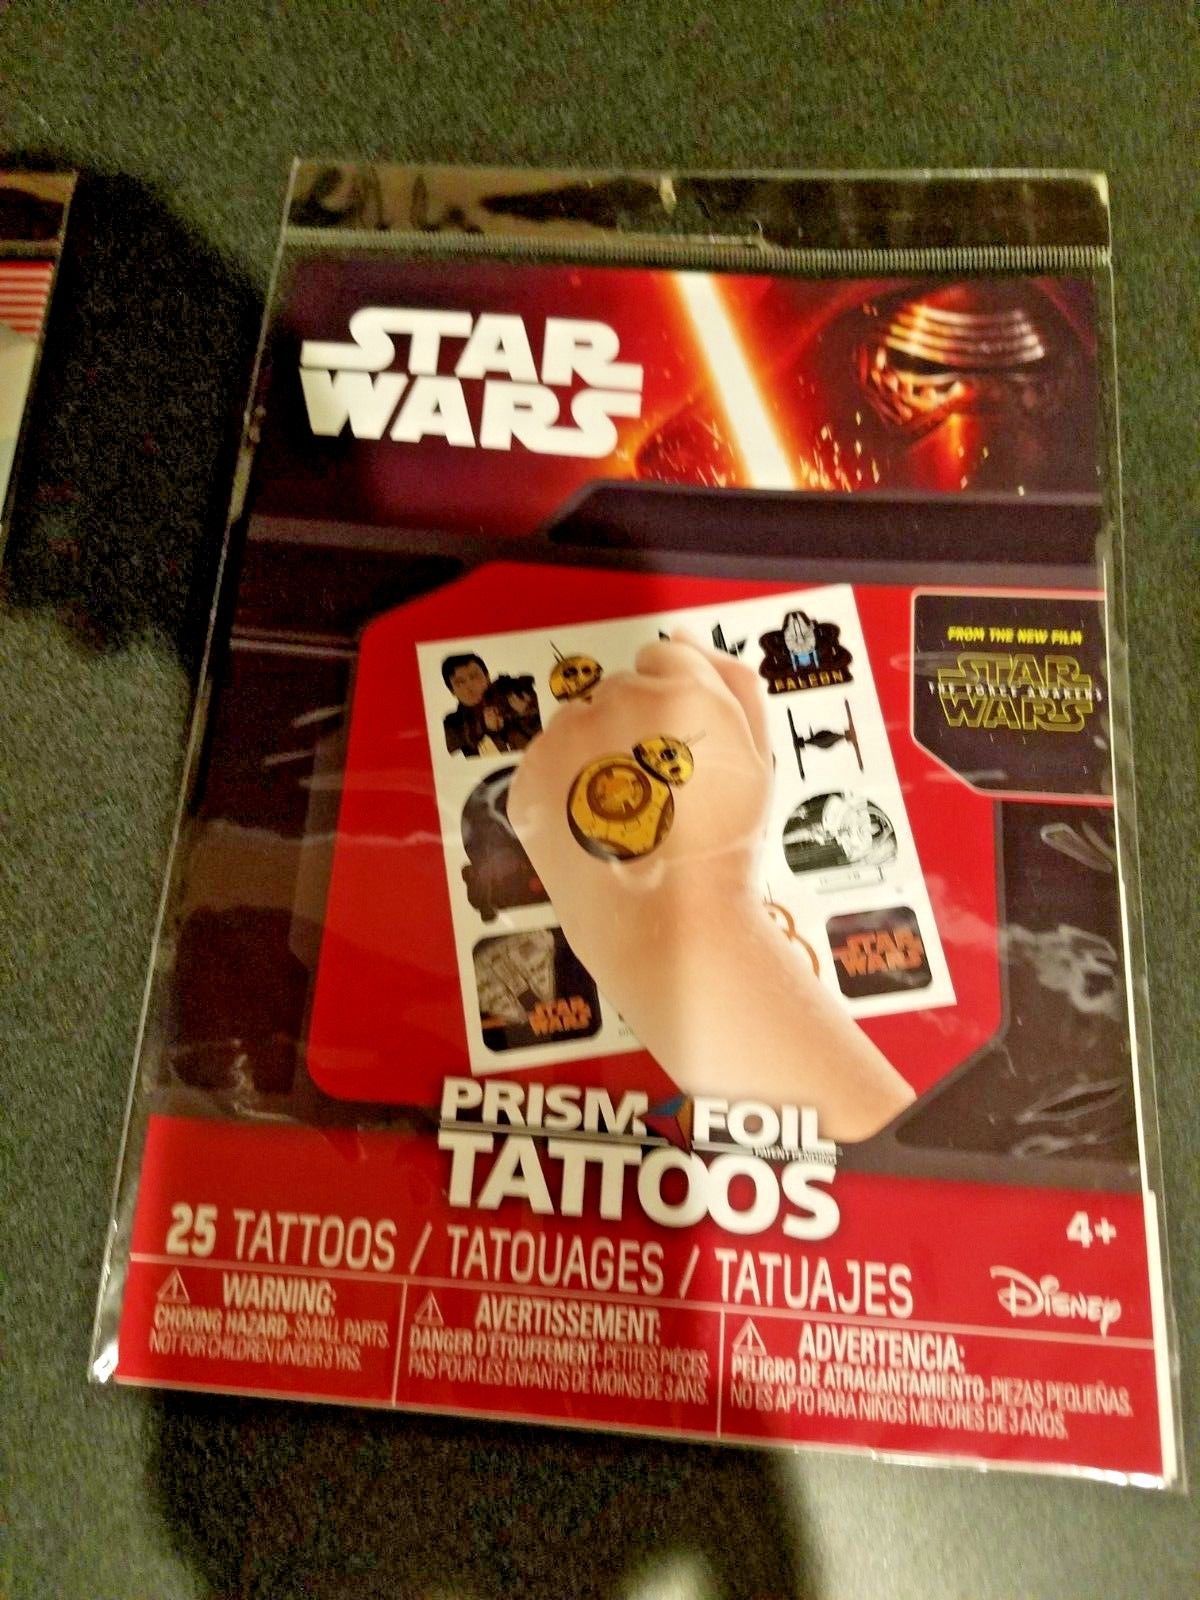 STAR
WARS
FROM THE NEW FILM
STAR
THE FORCE AWAKENS
WARS
FALCON
STAR
WARS
STAR
WARS
PRISM FOIL
PATENT PENDING
TATTOOS
25 TATTOOS / TATOUAGES / TATUAJES
4+
Disney
WARNING:
CHOKING HAZARD-SMALL PARTS.
NOT FOR CHILDREN UNDER 3 YRS.
AVERTISSEMENT:
DANGER D'ÉTOUFFEMENT-PETITES PIÈCES
PAS POUR LES ENFANTS DE MOINS DE 3 ANS.
ADVERTENCIA:
PELIGRO DE ATRAGANTAMIENTO-PIEZAS PEQUEÑAS.
NO ES APTO PARA NIÑOS MENORES DE 3 AÑOS.